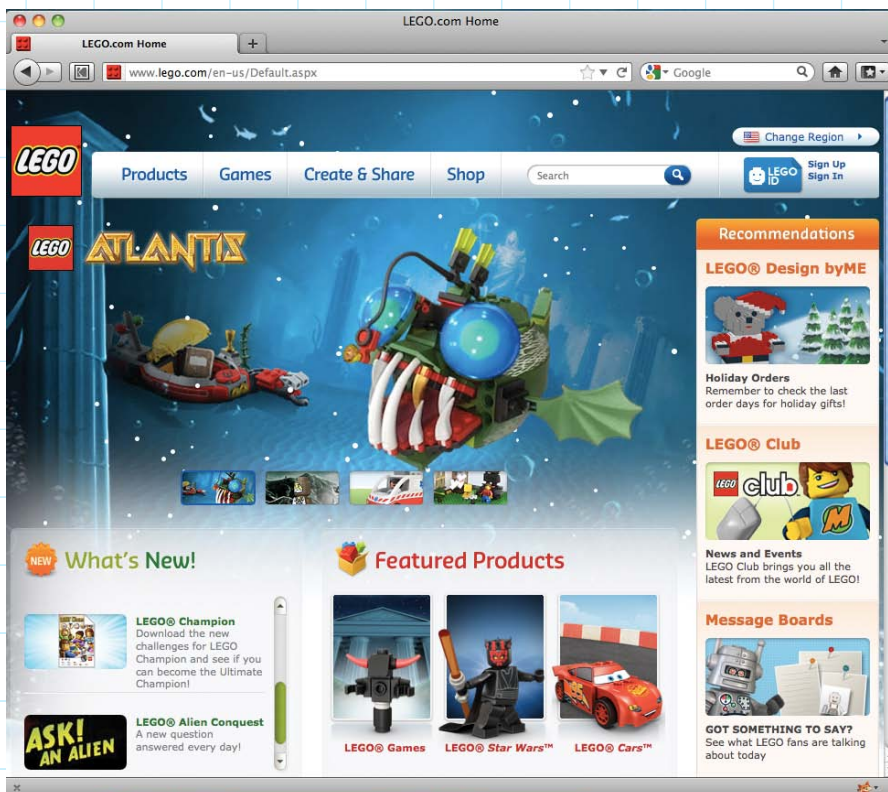 LEGO.com Home
LEGO.com Home
+
www.lego.com/en-us/Default.aspx
Google
LEGO
Change Region
Products Games Create & Share Shop
Search
LEGO ID
Sign Up
Sign In
LEGO ATLANTIS
Recommendations
LEGO® Design byME
Holiday Orders
Remember to check the last
order days for holiday gifts!
LEGO® Club
LEGO club
News and Events
LEGO Club brings you all the
latest from the world of LEGO!
Message Boards
GOT SOMETHING TO SAY?
See what LEGO fans are talking
about today
NEW What's New!
LEGO® Champion
Download the new
challenges for LEGO
Champion and see if you
can become the Ultimate
Champion!
ASK!
AN ALIEN
LEGO® Alien Conquest
A new question
answered every day!
Featured Products
LEGO® Games
LEGO® Star Wars™
LEGO® Cars™